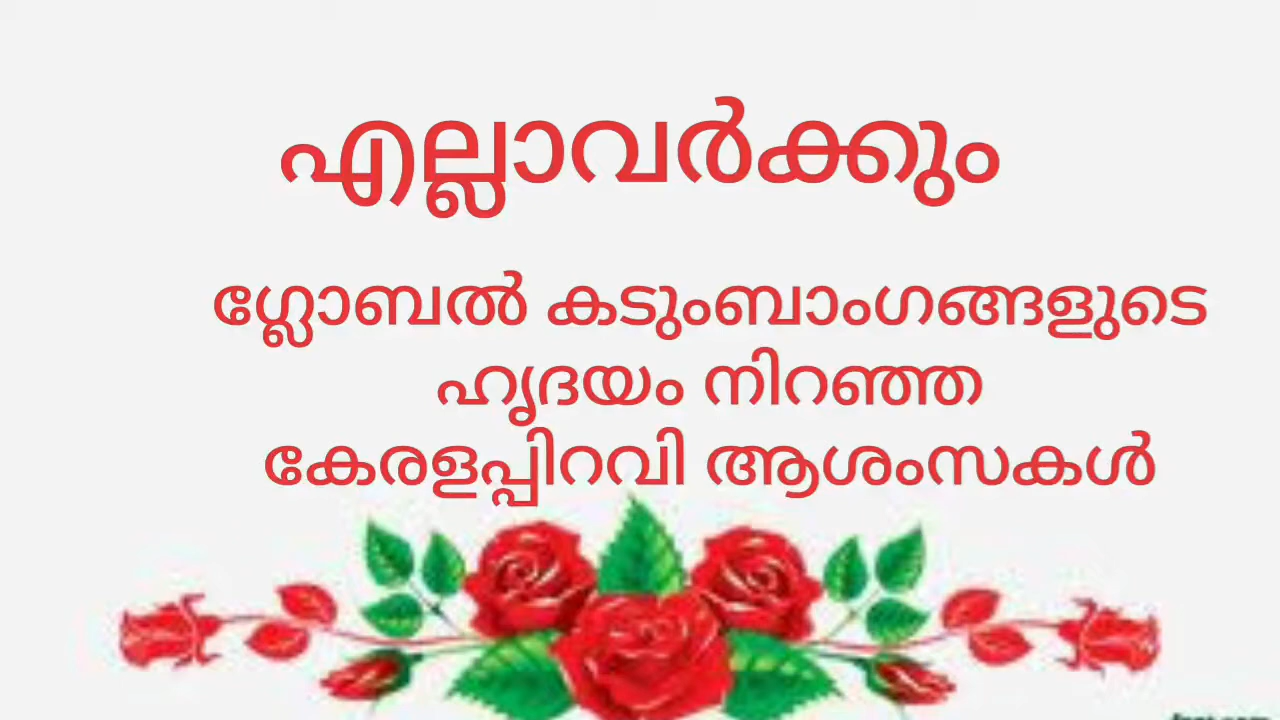 എല്ലാവർക്കും
ഗ്ലോബൽ കടുംബാംഗങ്ങളുടെ
ഹൃദയം നിറഞ്ഞ
കേരളപ്പിറവി ആശംസകൾ